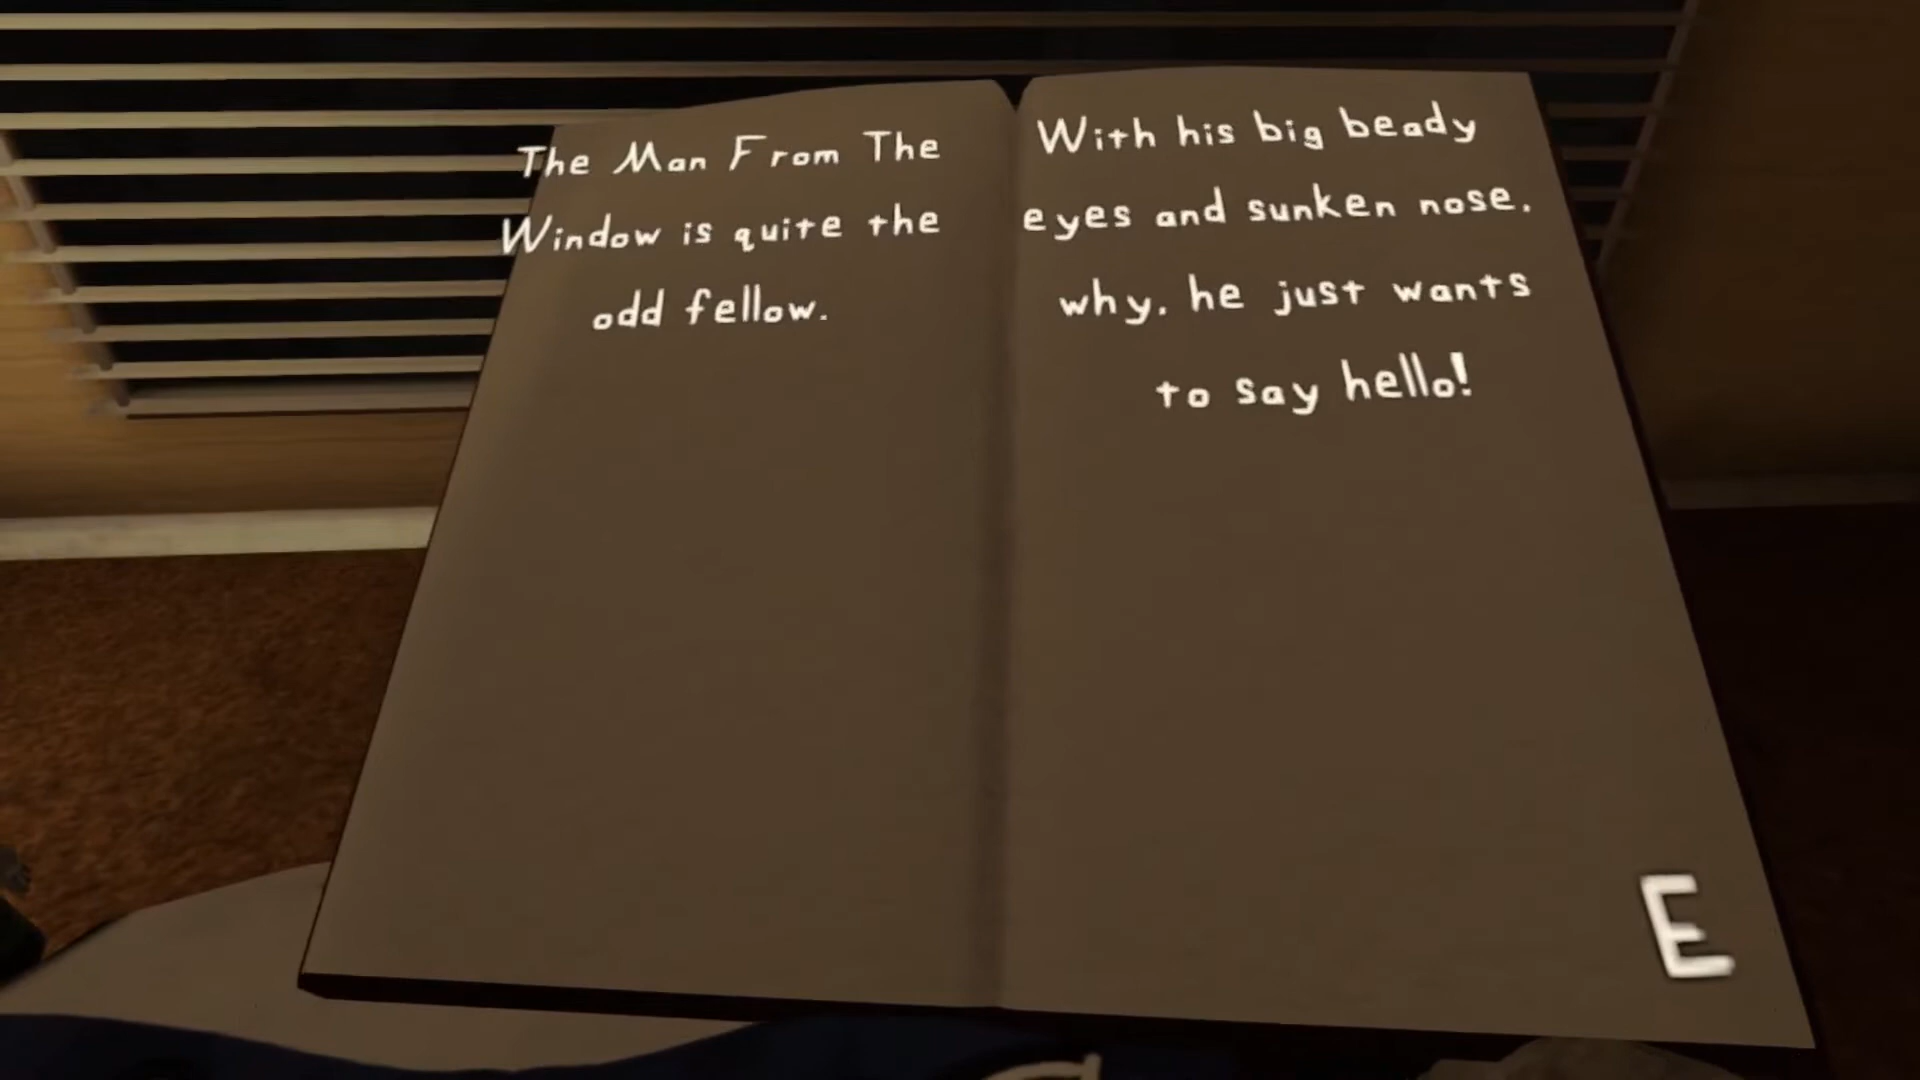 The Man From The
Window is quite the
odd fellow.
With his big beady
eyes and sunken nose.
why. he just wants
to say hello!
E